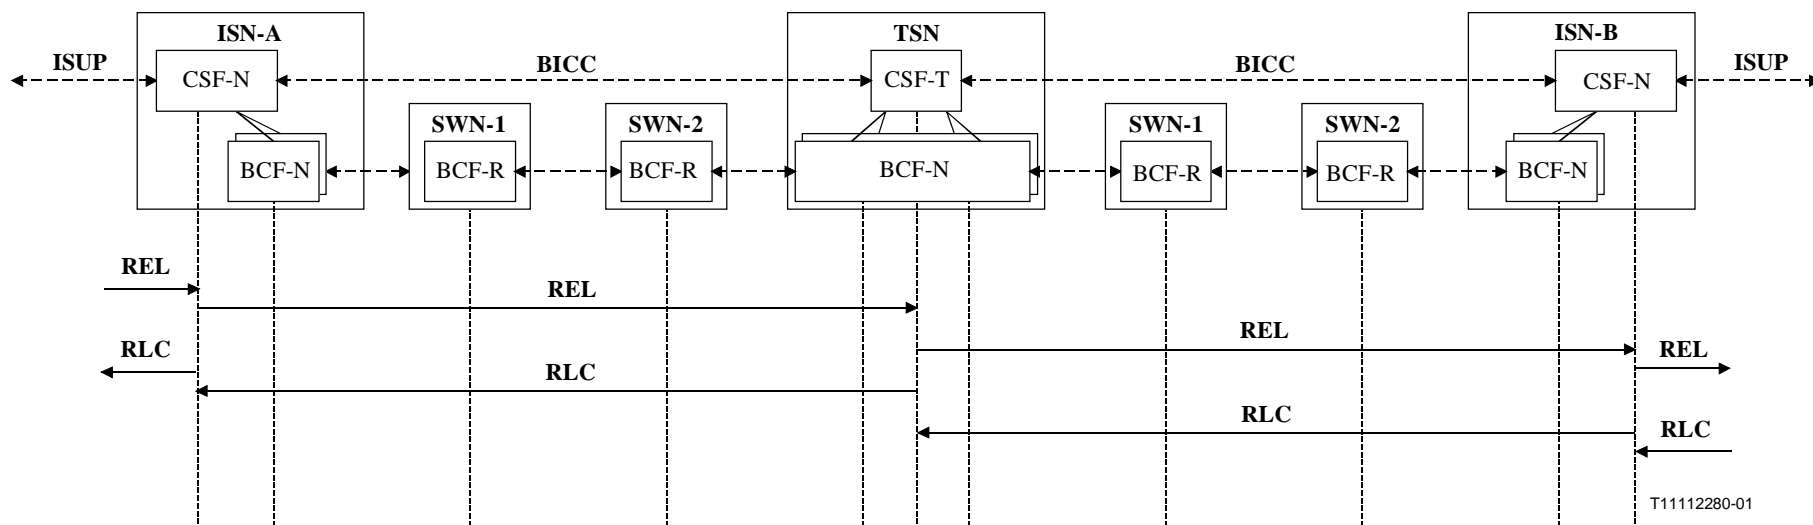 ISN-A TSN ISN-B
ISUP CSF-N BICC CSF-T BICC CSF-N ISUP
SWN-1 SWN-2 SWN-1 SWN-2
BCF-N BCF-R BCF-R BCF-N BCF-R BCF-R BCF-N
REL
REL
REL
RLC REL
RLC
RLC
RLC
T11112280-01